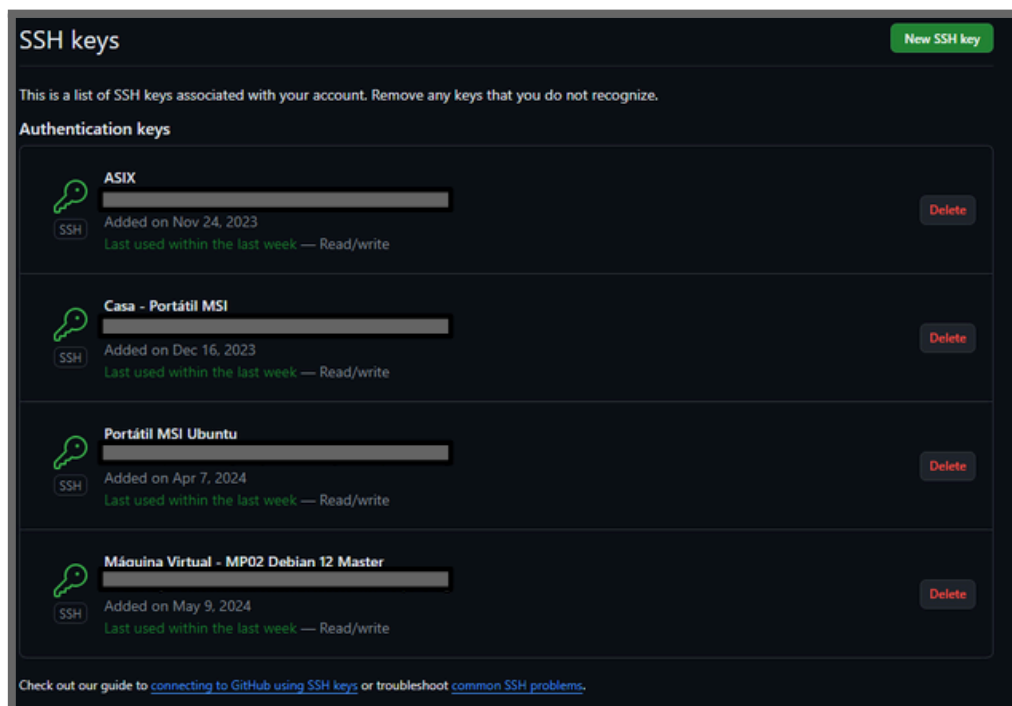 SSH keys
New SSH key
This is a list of SSH keys associated with your account. Remove any keys that you do not recognize.
Authentication keys
ASIX
SSH
Added on Nov 24, 2023
Last used within the last week — Read/write
Delete
Casa - Portátil MSI
SSH
Added on Dec 16, 2023
Last used within the last week — Read/write
Delete
Portátil MSI Ubuntu
SSH
Added on Apr 7, 2024
Last used within the last week — Read/write
Delete
Máquina Virtual - MP02 Debian 12 Master
SSH
Added on May 9, 2024
Last used within the last week — Read/write
Delete
Check out our guide to connecting to GitHub using SSH keys or troubleshoot common SSH problems.